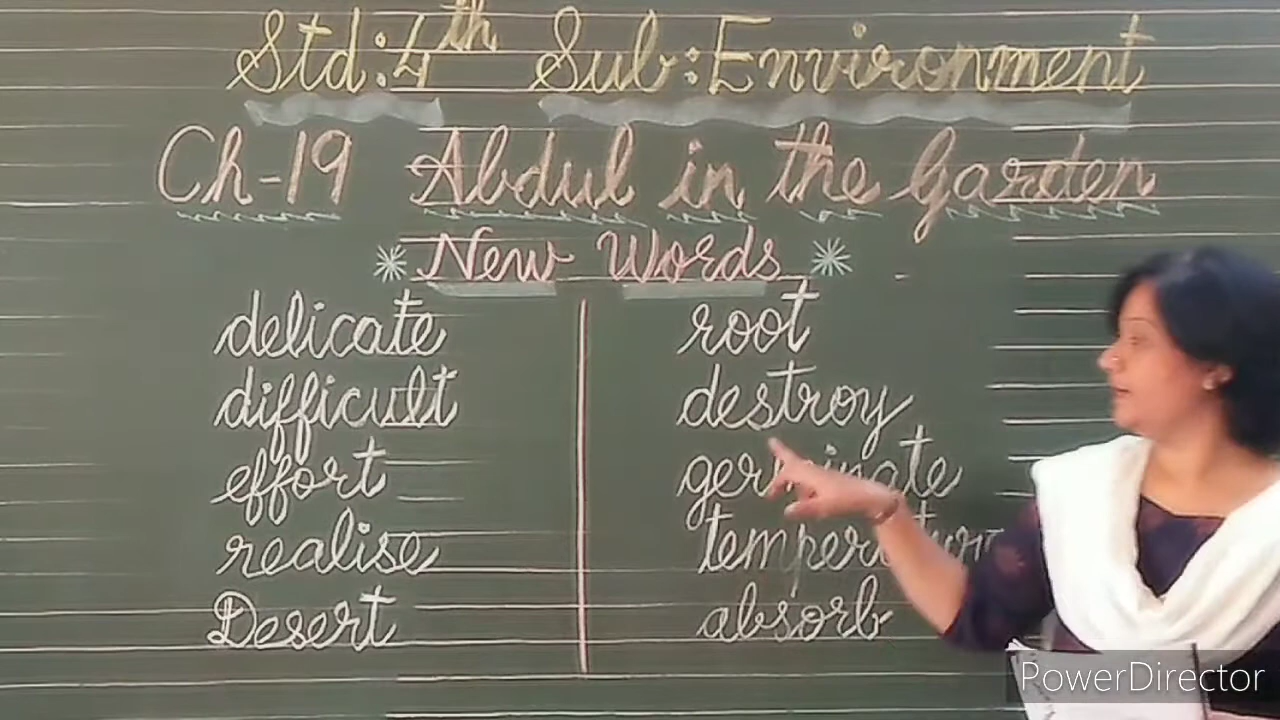 Std:4th Sub:Environment
Ch-19 Abdul in the Garden
* New Words *
delicate
difficult
effort
realise
Desert
root
destroy
germinate
temperature
absorb
PowerDirector